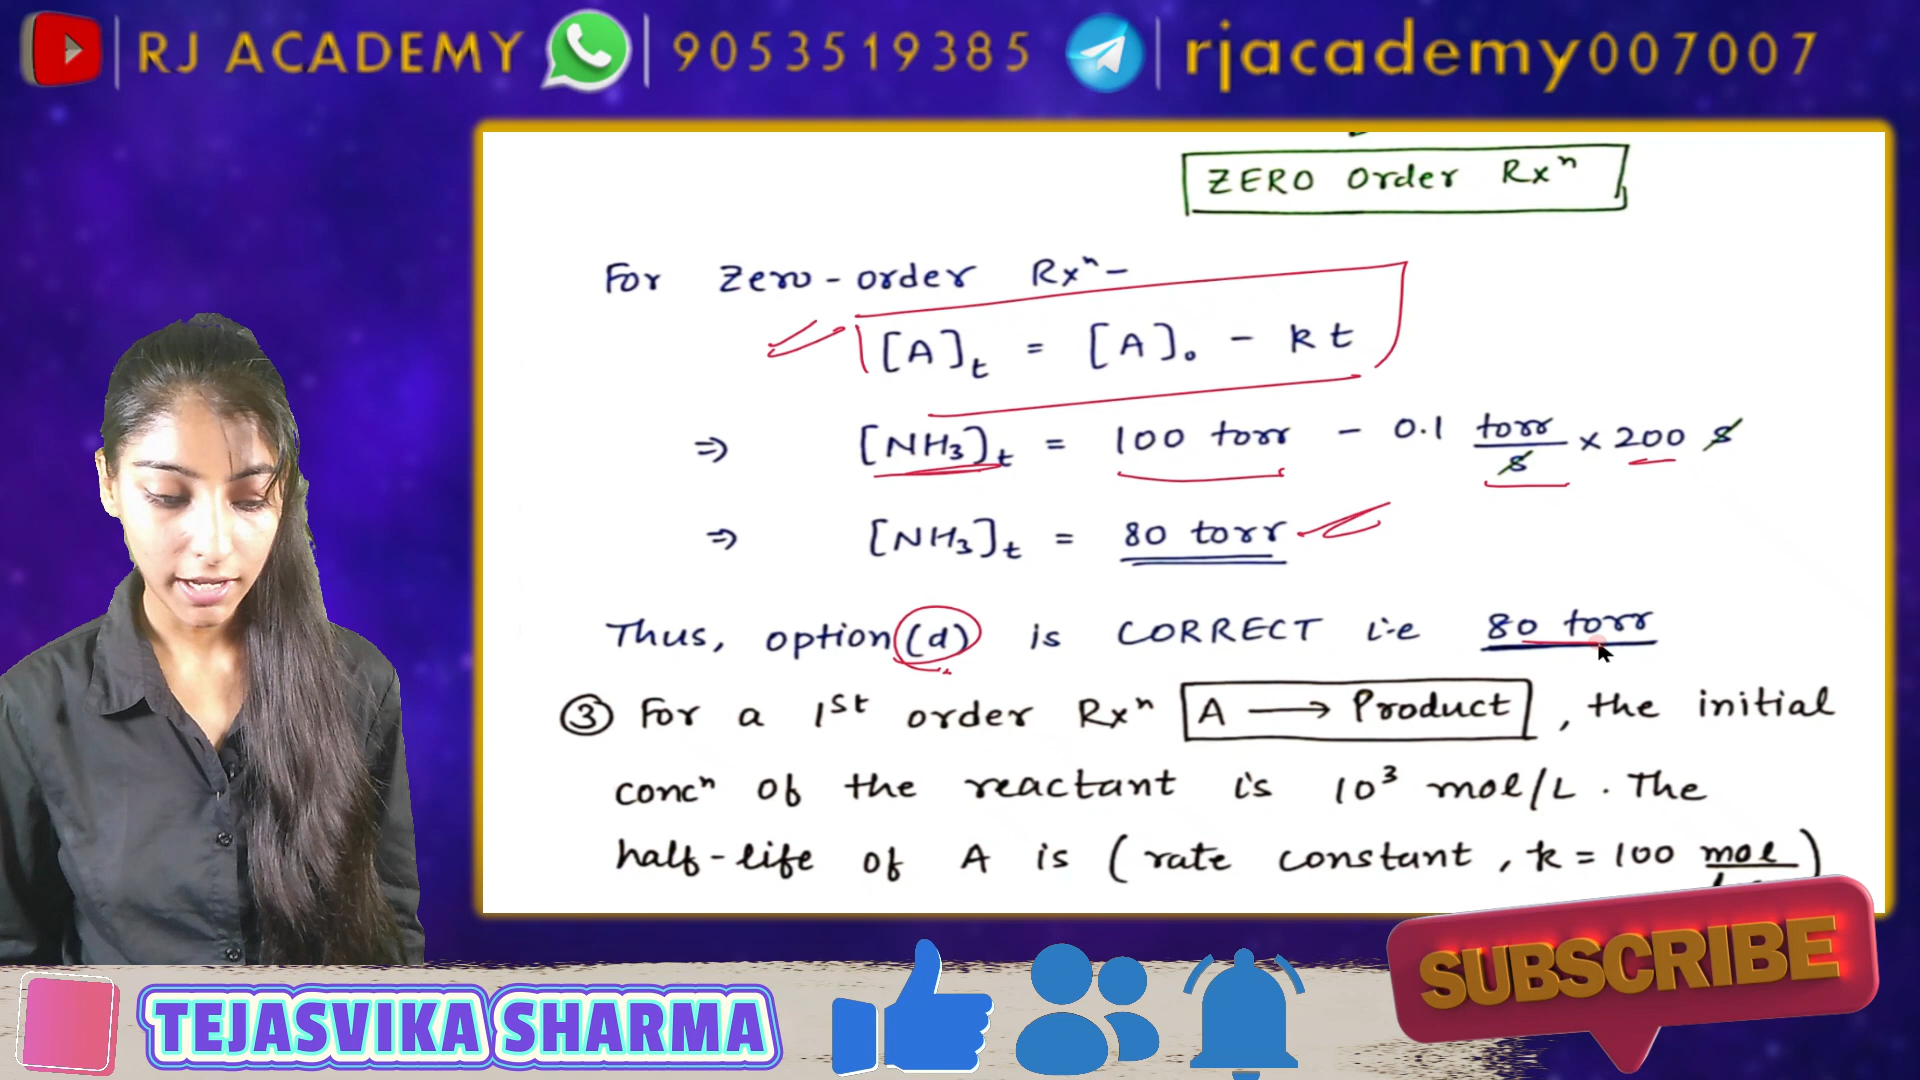 RJ ACADEMY | 9053519385 | rjacademy007007
ZERO order Rxⁿ
For Zero-order Rxⁿ-
[A]ₜ = [A]₀ - kt
⇒ [NH₃]ₜ = 100 torr - 0.1 torr/s × 200 s
⇒ [NH₃]ₜ = 80 torr
Thus, option (d) is CORRECT i.e 80 torr
③ For a 1st order Rxⁿ A → Product, the initial
concⁿ of the reactant is 10³ mol/L. The
half-life of A is (rate constant, k = 100 mol
SUBSCRIBE
TEJASVIKA SHARMA